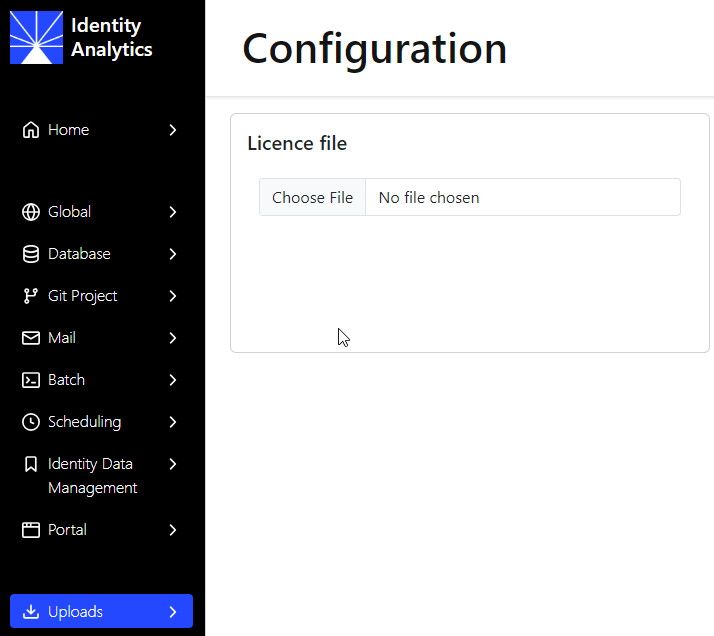 Identity
Analytics
Home
Global
Database
Git Project
Mail
Batch
Scheduling
Identity Data
Management
Portal
Uploads
Configuration
Licence file
Choose File No file chosen